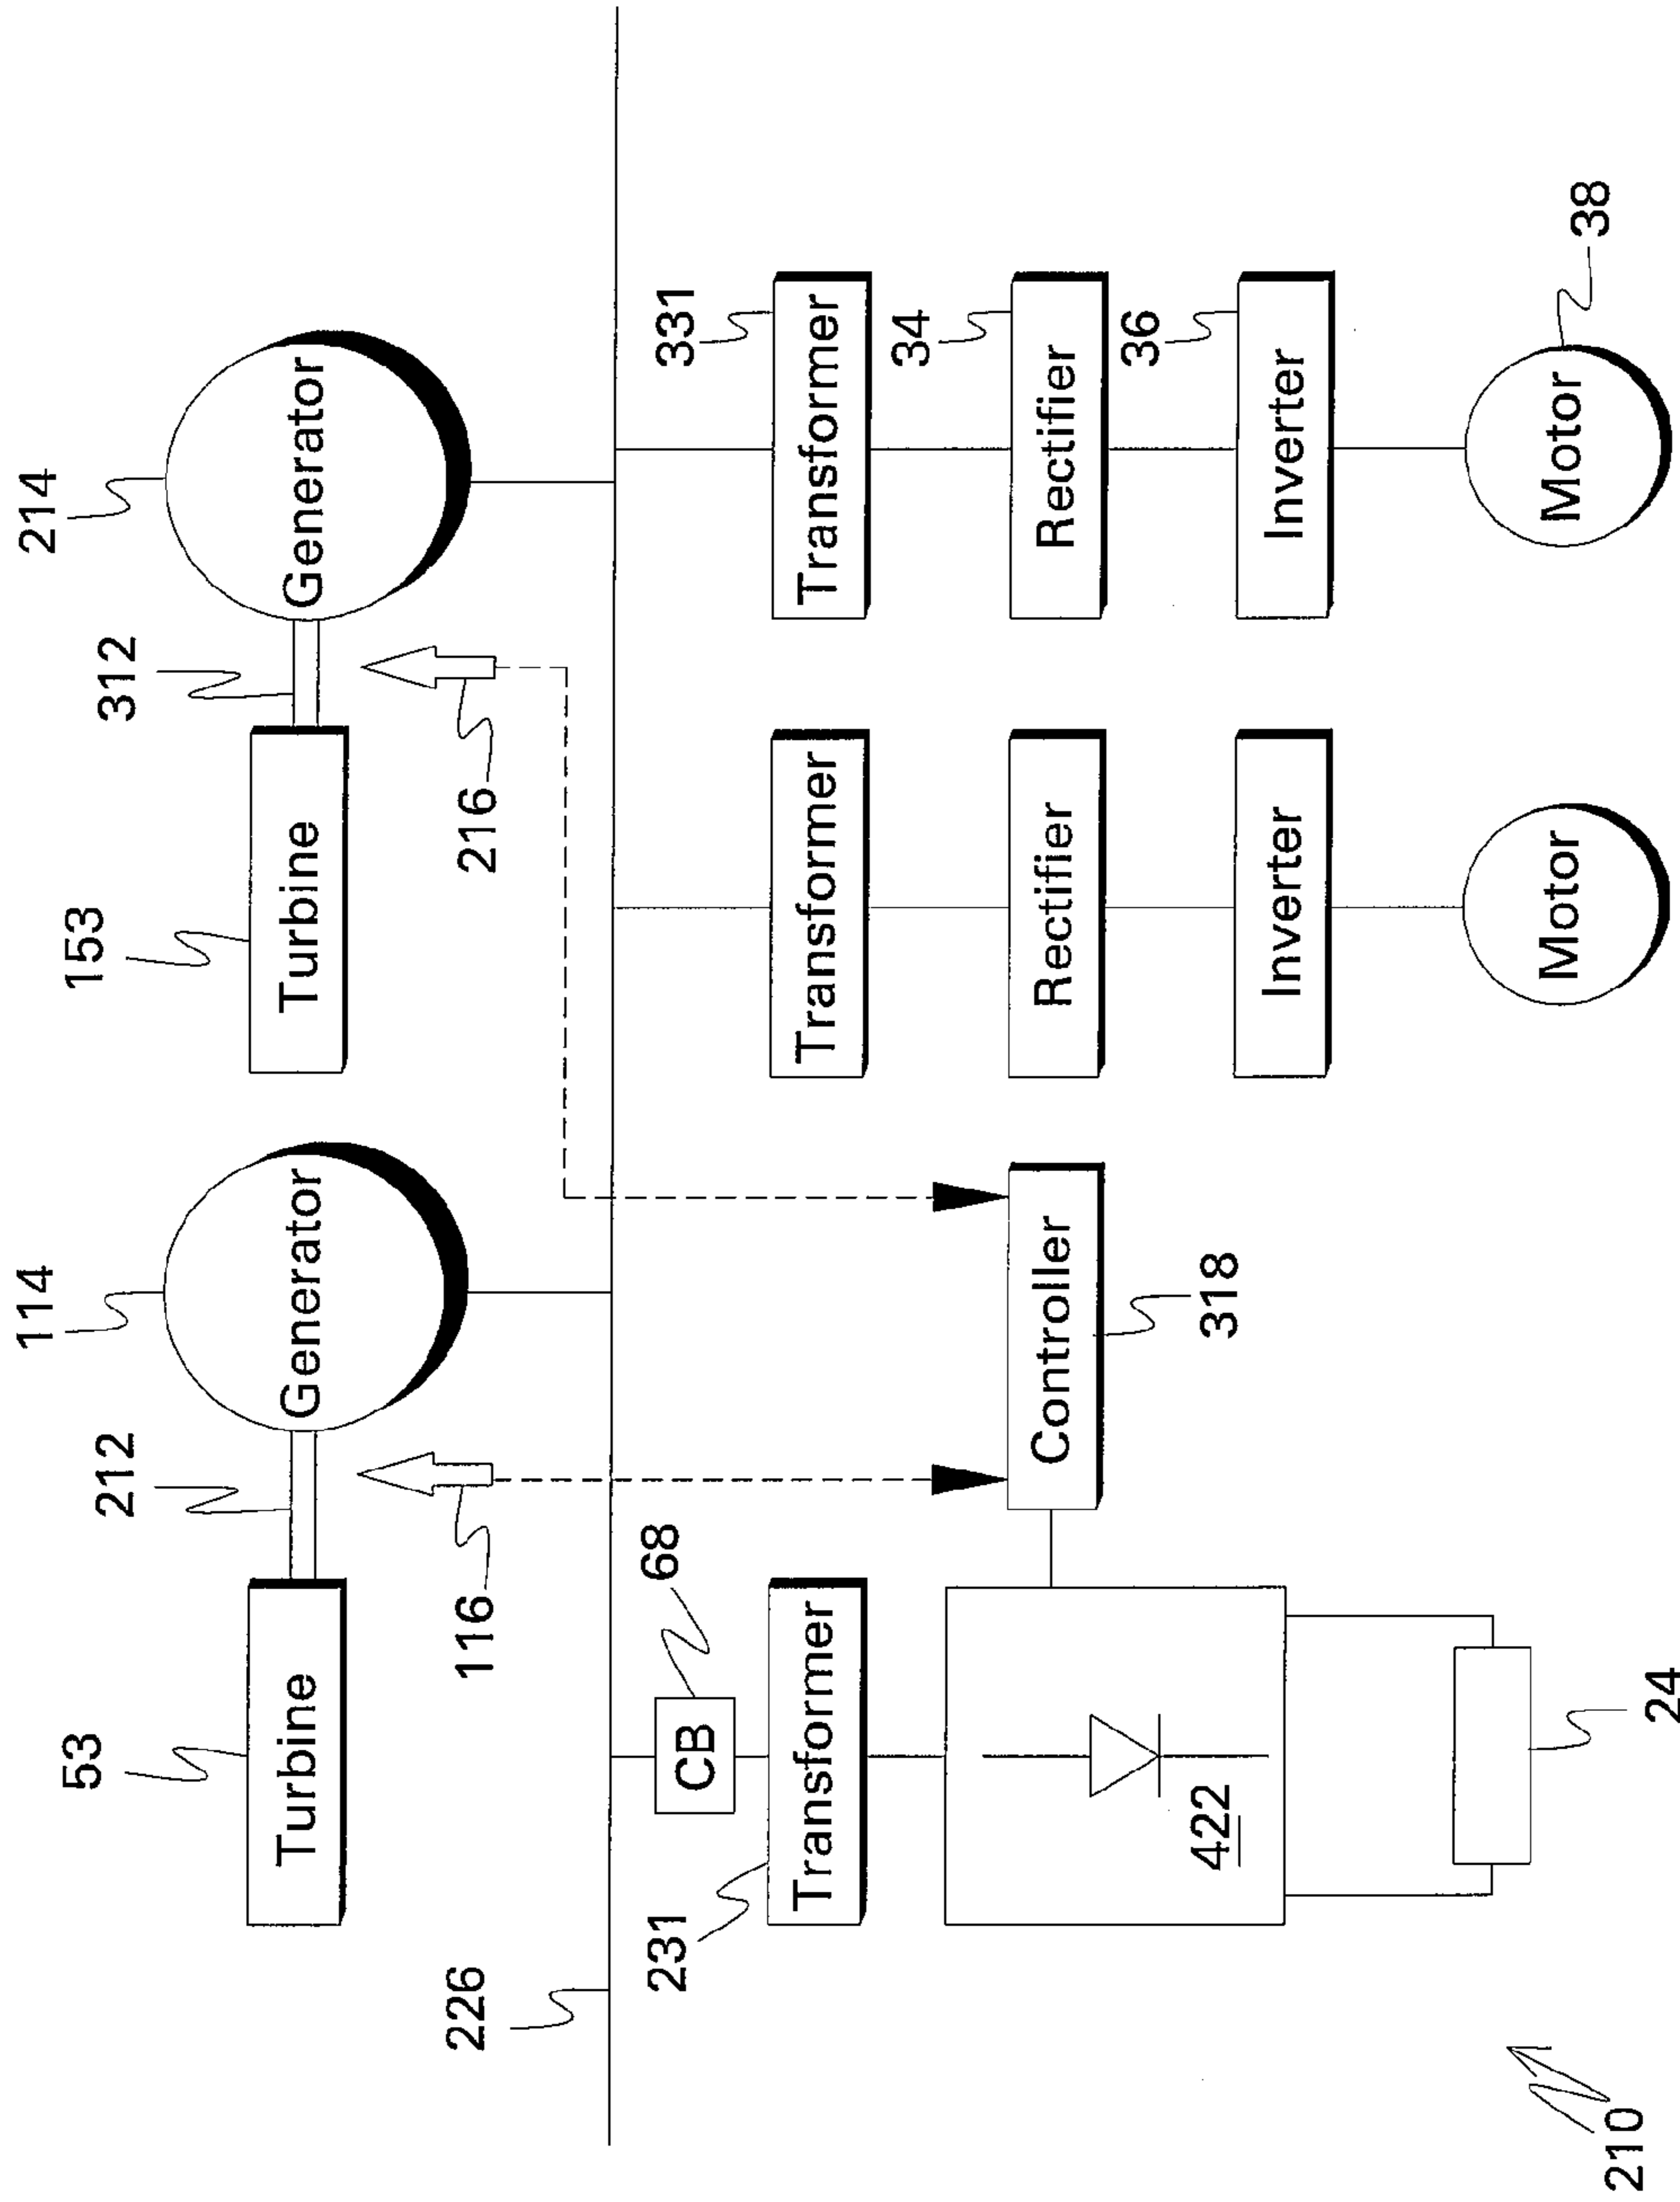 114
214
53
212
153
312
Turbine
Generator
Turbine
Generator
116
216
226
68
CB
231
331
Transformer
Transformer
Transformer
34
422
Controller
Rectifier
Rectifier
318
36
Inverter
Inverter
24
Motor
Motor
38
210